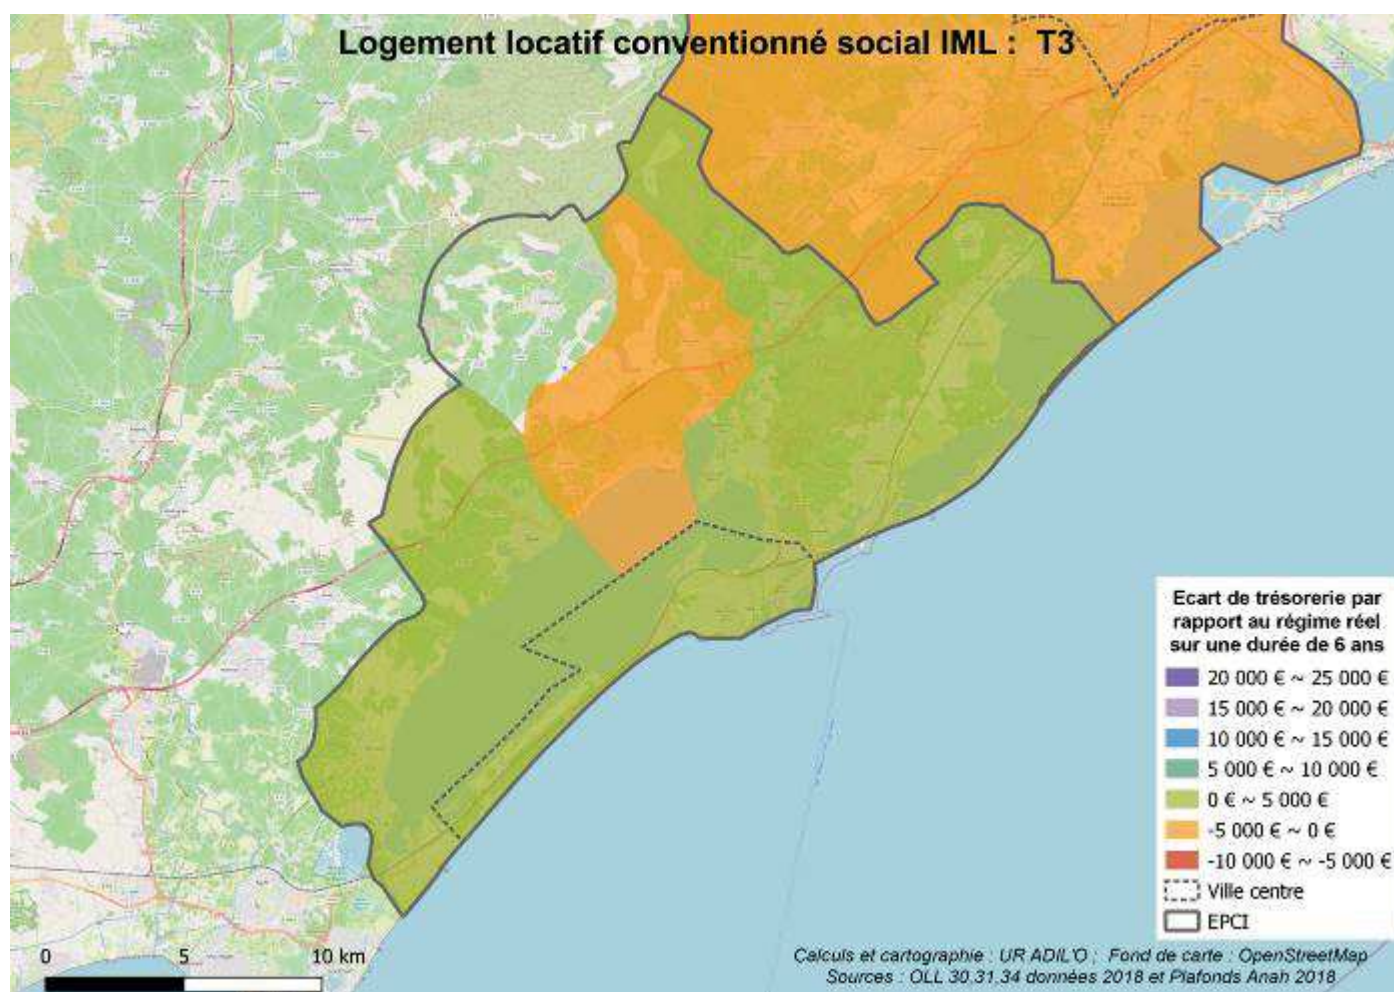 Logement locatif conventionné social IML : T3
Ecart de trésorerie par
rapport au régime réel
sur une durée de 6 ans
20 000 € ~ 25 000 €
15 000 € ~ 20 000 €
10 000 € ~ 15 000 €
5 000 € ~ 10 000 €
0 € ~ 5 000 €
-5 000 € ~ 0 €
-10 000 € ~ -5 000 €
Ville centre
EPCI
0 5 10 km
Calculs et cartographie : UR ADIL'O ; Fond de carte : OpenStreetMap
Sources : OLL 30,31,34 données 2018 et Plafonds Anah 2018